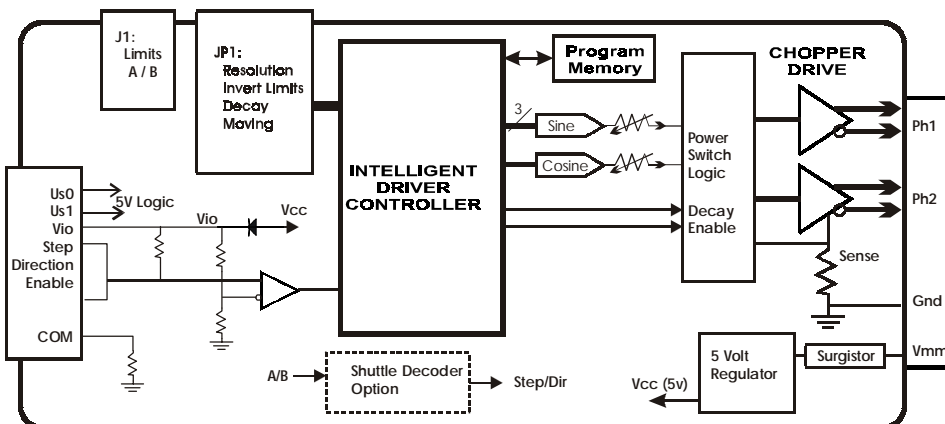 J1:
Limits
A / B
JP1:
Resolution
Invert Limits
Decay
Moving
Program
Memory
CHOPPER
DRIVE
3
Sine
Cosine
INTELLIGENT
DRIVER
CONTROLLER
Power
Switch
Logic
Decay
Enable
Ph1
Ph2
Us0
Us1
Vio
Step
Direction
Enable
COM
5V Logic
Vio
Vcc
Sense
Gnd
5 Volt
Regulator
Surgistor
Vmm
Vcc (5v)
A/B
Shuttle Decoder
Option
Step/Dir